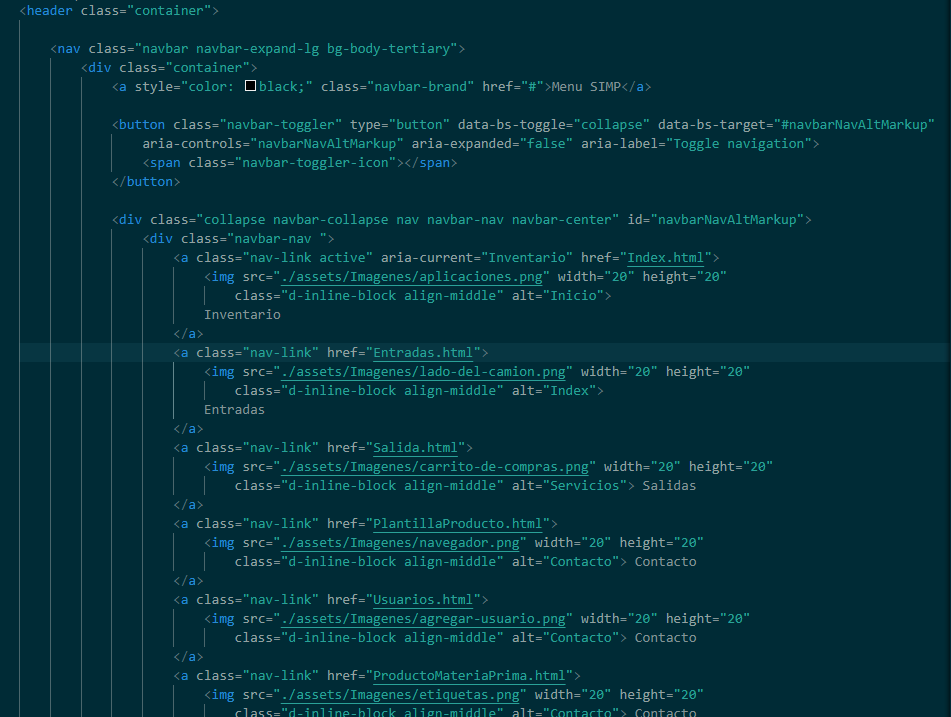 <header class="container">
<nav class="navbar navbar-expand-lg bg-body-tertiary">
<div class="container">
<a style="color: black;" class="navbar-brand" href="#">Menu SIMP</a>
<button class="navbar-toggler" type="button" data-bs-toggle="collapse" data-bs-target="#navbarNavAltMarkup"
aria-controls="navbarNavAltMarkup" aria-expanded="false" aria-label="Toggle navigation">
<span class="navbar-toggler-icon"></span>
</button>
<div class="collapse navbar-collapse nav navbar-nav navbar-center" id="navbarNavAltMarkup">
<div class="navbar-nav ">
<a class="nav-link active" aria-current="Inventario" href="Index.html">
<img src="./assets/Imagenes/aplicaciones.png" width="20" height="20"
class="d-inline-block align-middle" alt="Inicio">
Inventario
</a>
<a class="nav-link" href="Entradas.html">
<img src="./assets/Imagenes/lado-del-camion.png" width="20" height="20"
class="d-inline-block align-middle" alt="Index">
Entradas
</a>
<a class="nav-link" href="Salida.html">
<img src="./assets/Imagenes/carrito-de-compras.png" width="20" height="20"
class="d-inline-block align-middle" alt="Servicios"> Salidas
</a>
<a class="nav-link" href="PlantillaProducto.html">
<img src="./assets/Imagenes/navegador.png" width="20" height="20"
class="d-inline-block align-middle" alt="Contacto"> Contacto
</a>
<a class="nav-link" href="Usuarios.html">
<img src="./assets/Imagenes/agregar-usuario.png" width="20" height="20"
class="d-inline-block align-middle" alt="Contacto"> Contacto
</a>
<a class="nav-link" href="ProductoMateriaPrima.html">
<img src="./assets/Imagenes/etiquetas.png" width="20" height="20"
class="d-inline-block align-middle" alt="Contacto"> Contacto